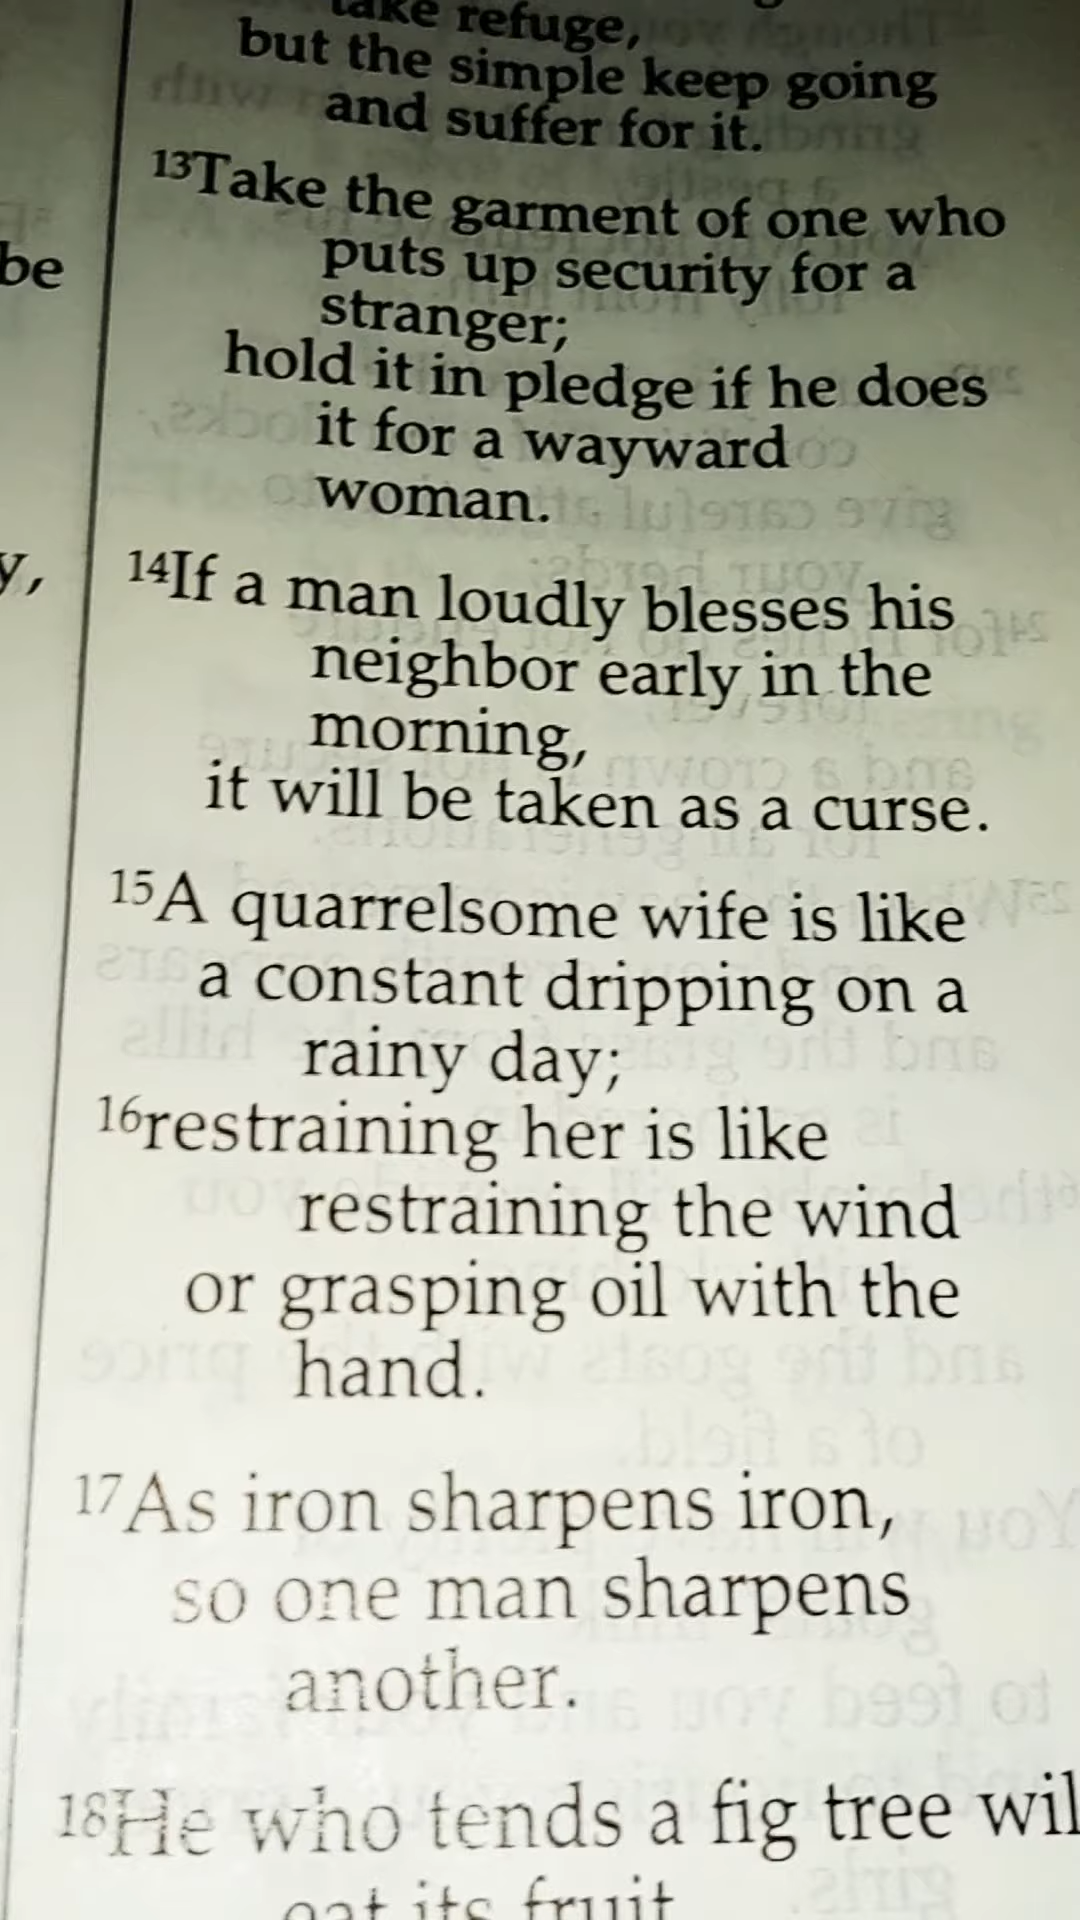 take refuge,
but the simple keep going
and suffer for it.
13Take the garment of one who
puts up security for a
stranger;
hold it in pledge if he does
it for a wayward
woman.
14If a man loudly blesses his
neighbor early in the
morning,
it will be taken as a curse.
15A quarrelsome wife is like
a constant dripping on a
rainy day;
16restraining her is like
restraining the wind
or grasping oil with the
hand.
17As iron sharpens iron,
so one man sharpens
another.
18He who tends a fig tree wil
eat its fruit
be
y,